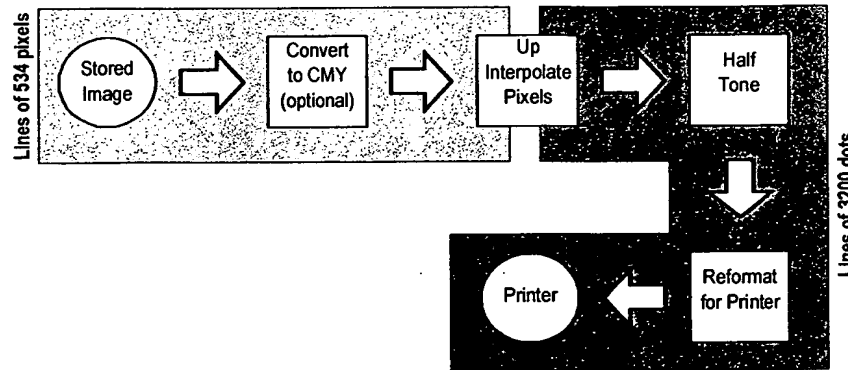 Lines of 534 pixels
Stored
Image
Convert
to CMY
(optional)
Up
Interpolate
Pixels
Half
Tone
Lines of 3200 dots
Reformat
for Printer
Printer